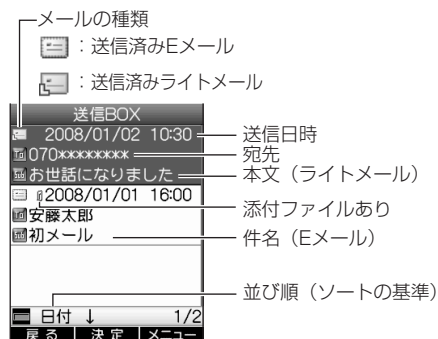 メールの種類
：送信済みEメール
：送信済みライトメール
送信BOX
2008/01/02 10:30
送信日時
To 070********
宛先
Sub お世話になりました
本文（ライトメール）
2008/01/01 16:00
添付ファイルあり
To 安藤太郎
Sub 初メール
件名（Eメール）
並び順（ソートの基準）
日付 ↓ 1/2
戻る 決定 メニュー